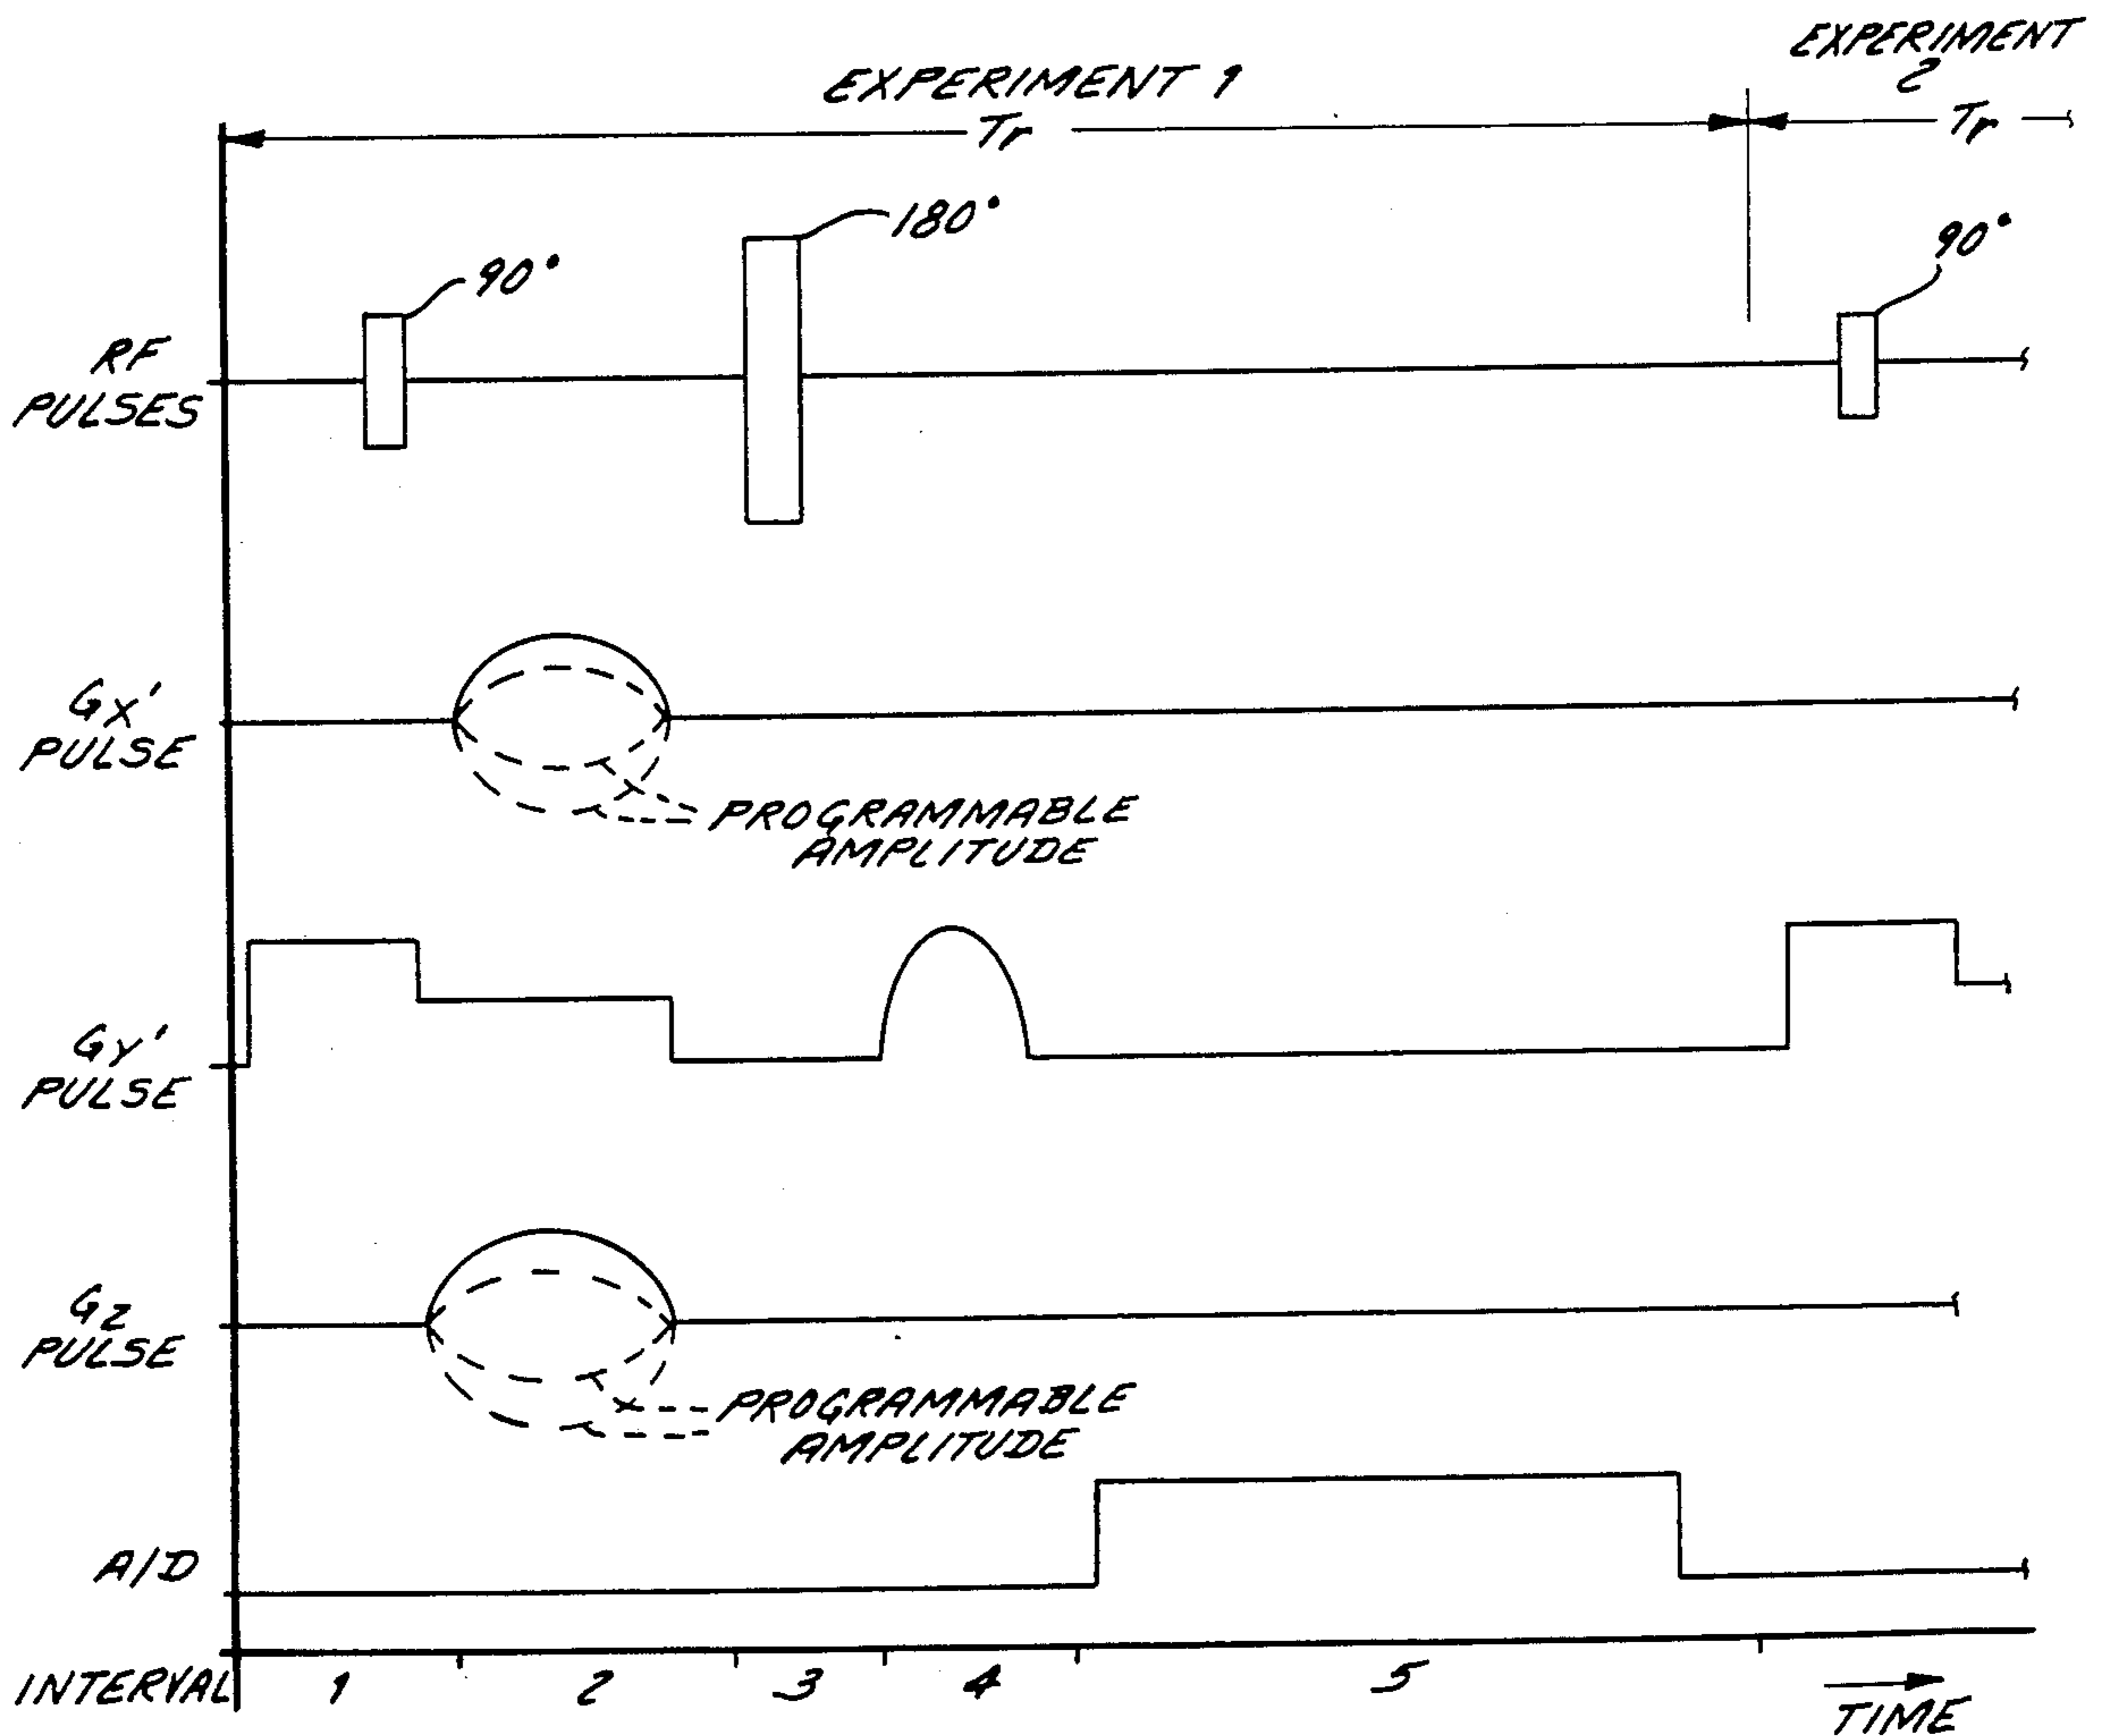 EXPERIMENT 1
EXPERIMENT
2
Tr
Tr
90°
180°
90°
RF
PULSES
GX'
PULSE
PROGRAMMABLE
AMPLITUDE
GY'
PULSE
GZ
PULSE
PROGRAMMABLE
AMPLITUDE
A/D
INTERVAL 1 2 3 4 5
TIME